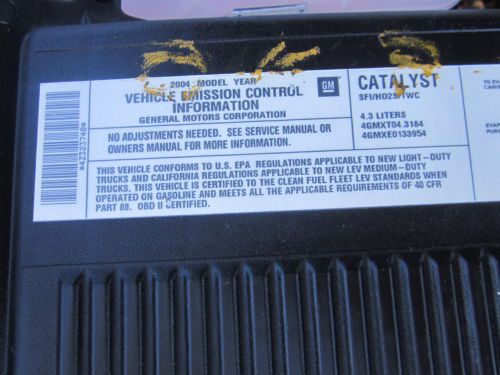 2004 MODEL YEAR
VEHICLE EMISSION CONTROL
INFORMATION
GENERAL MOTORS CORPORATION
GM
NO ADJUSTMENTS NEEDED. SEE SERVICE MANUAL OR
OWNERS MANUAL FOR MORE INFORMATION.
CATALYST
SFI/HO2S/TWC
4.3 LITERS
4GMXT04.3184
4GMXE0133954
THIS VEHICLE CONFORMS TO U.S. EPA REGULATIONS APPLICABLE TO NEW LIGHT-DUTY
TRUCKS AND CALIFORNIA REGULATIONS APPLICABLE TO NEW LEV MEDIUM-DUTY
TRUCKS. THIS VEHICLE IS CERTIFIED TO THE CLEAN FUEL FLEET LEV STANDARDS WHEN
OPERATED ON GASOLINE AND MEETS ALL THE APPLICABLE REQUIREMENTS OF 40 CFR
PART 88. OBD II CERTIFIED.
TO EV